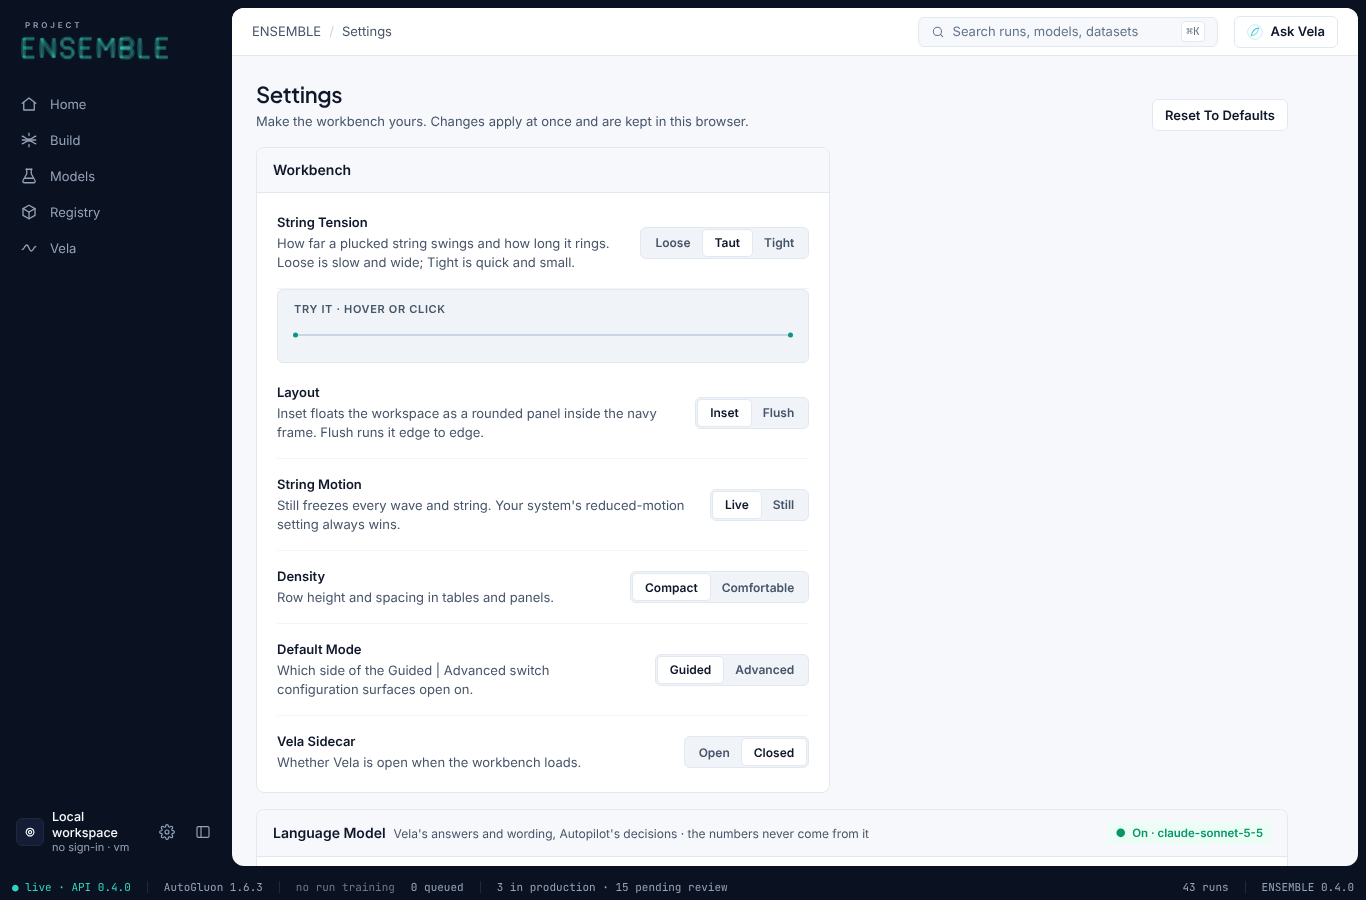 PROJECT
ENSEMBLE
Home
Build
Models
Registry
Vela
Local
workspace
no sign-in · vm
ENSEMBLE / Settings
Search runs, models, datasets
⌘K
Ask Vela
Settings
Make the workbench yours. Changes apply at once and are kept in this browser.
Reset To Defaults
Workbench
String Tension
How far a plucked string swings and how long it rings.
Loose is slow and wide; Tight is quick and small.
Loose Taut Tight
TRY IT · HOVER OR CLICK
Layout
Inset floats the workspace as a rounded panel inside the navy
frame. Flush runs it edge to edge.
Inset Flush
String Motion
Still freezes every wave and string. Your system's reduced-motion
setting always wins.
Live Still
Density
Row height and spacing in tables and panels.
Compact Comfortable
Default Mode
Which side of the Guided | Advanced switch
configuration surfaces open on.
Guided Advanced
Vela Sidecar
Whether Vela is open when the workbench loads.
Open Closed
Language Model Vela's answers and wording, Autopilot's decisions · the numbers never come from it
On · claude-sonnet-5-5
live · API 0.4.0 AutoGluon 1.6.3 no run training 0 queued 3 in production · 15 pending review 43 runs ENSEMBLE 0.4.0